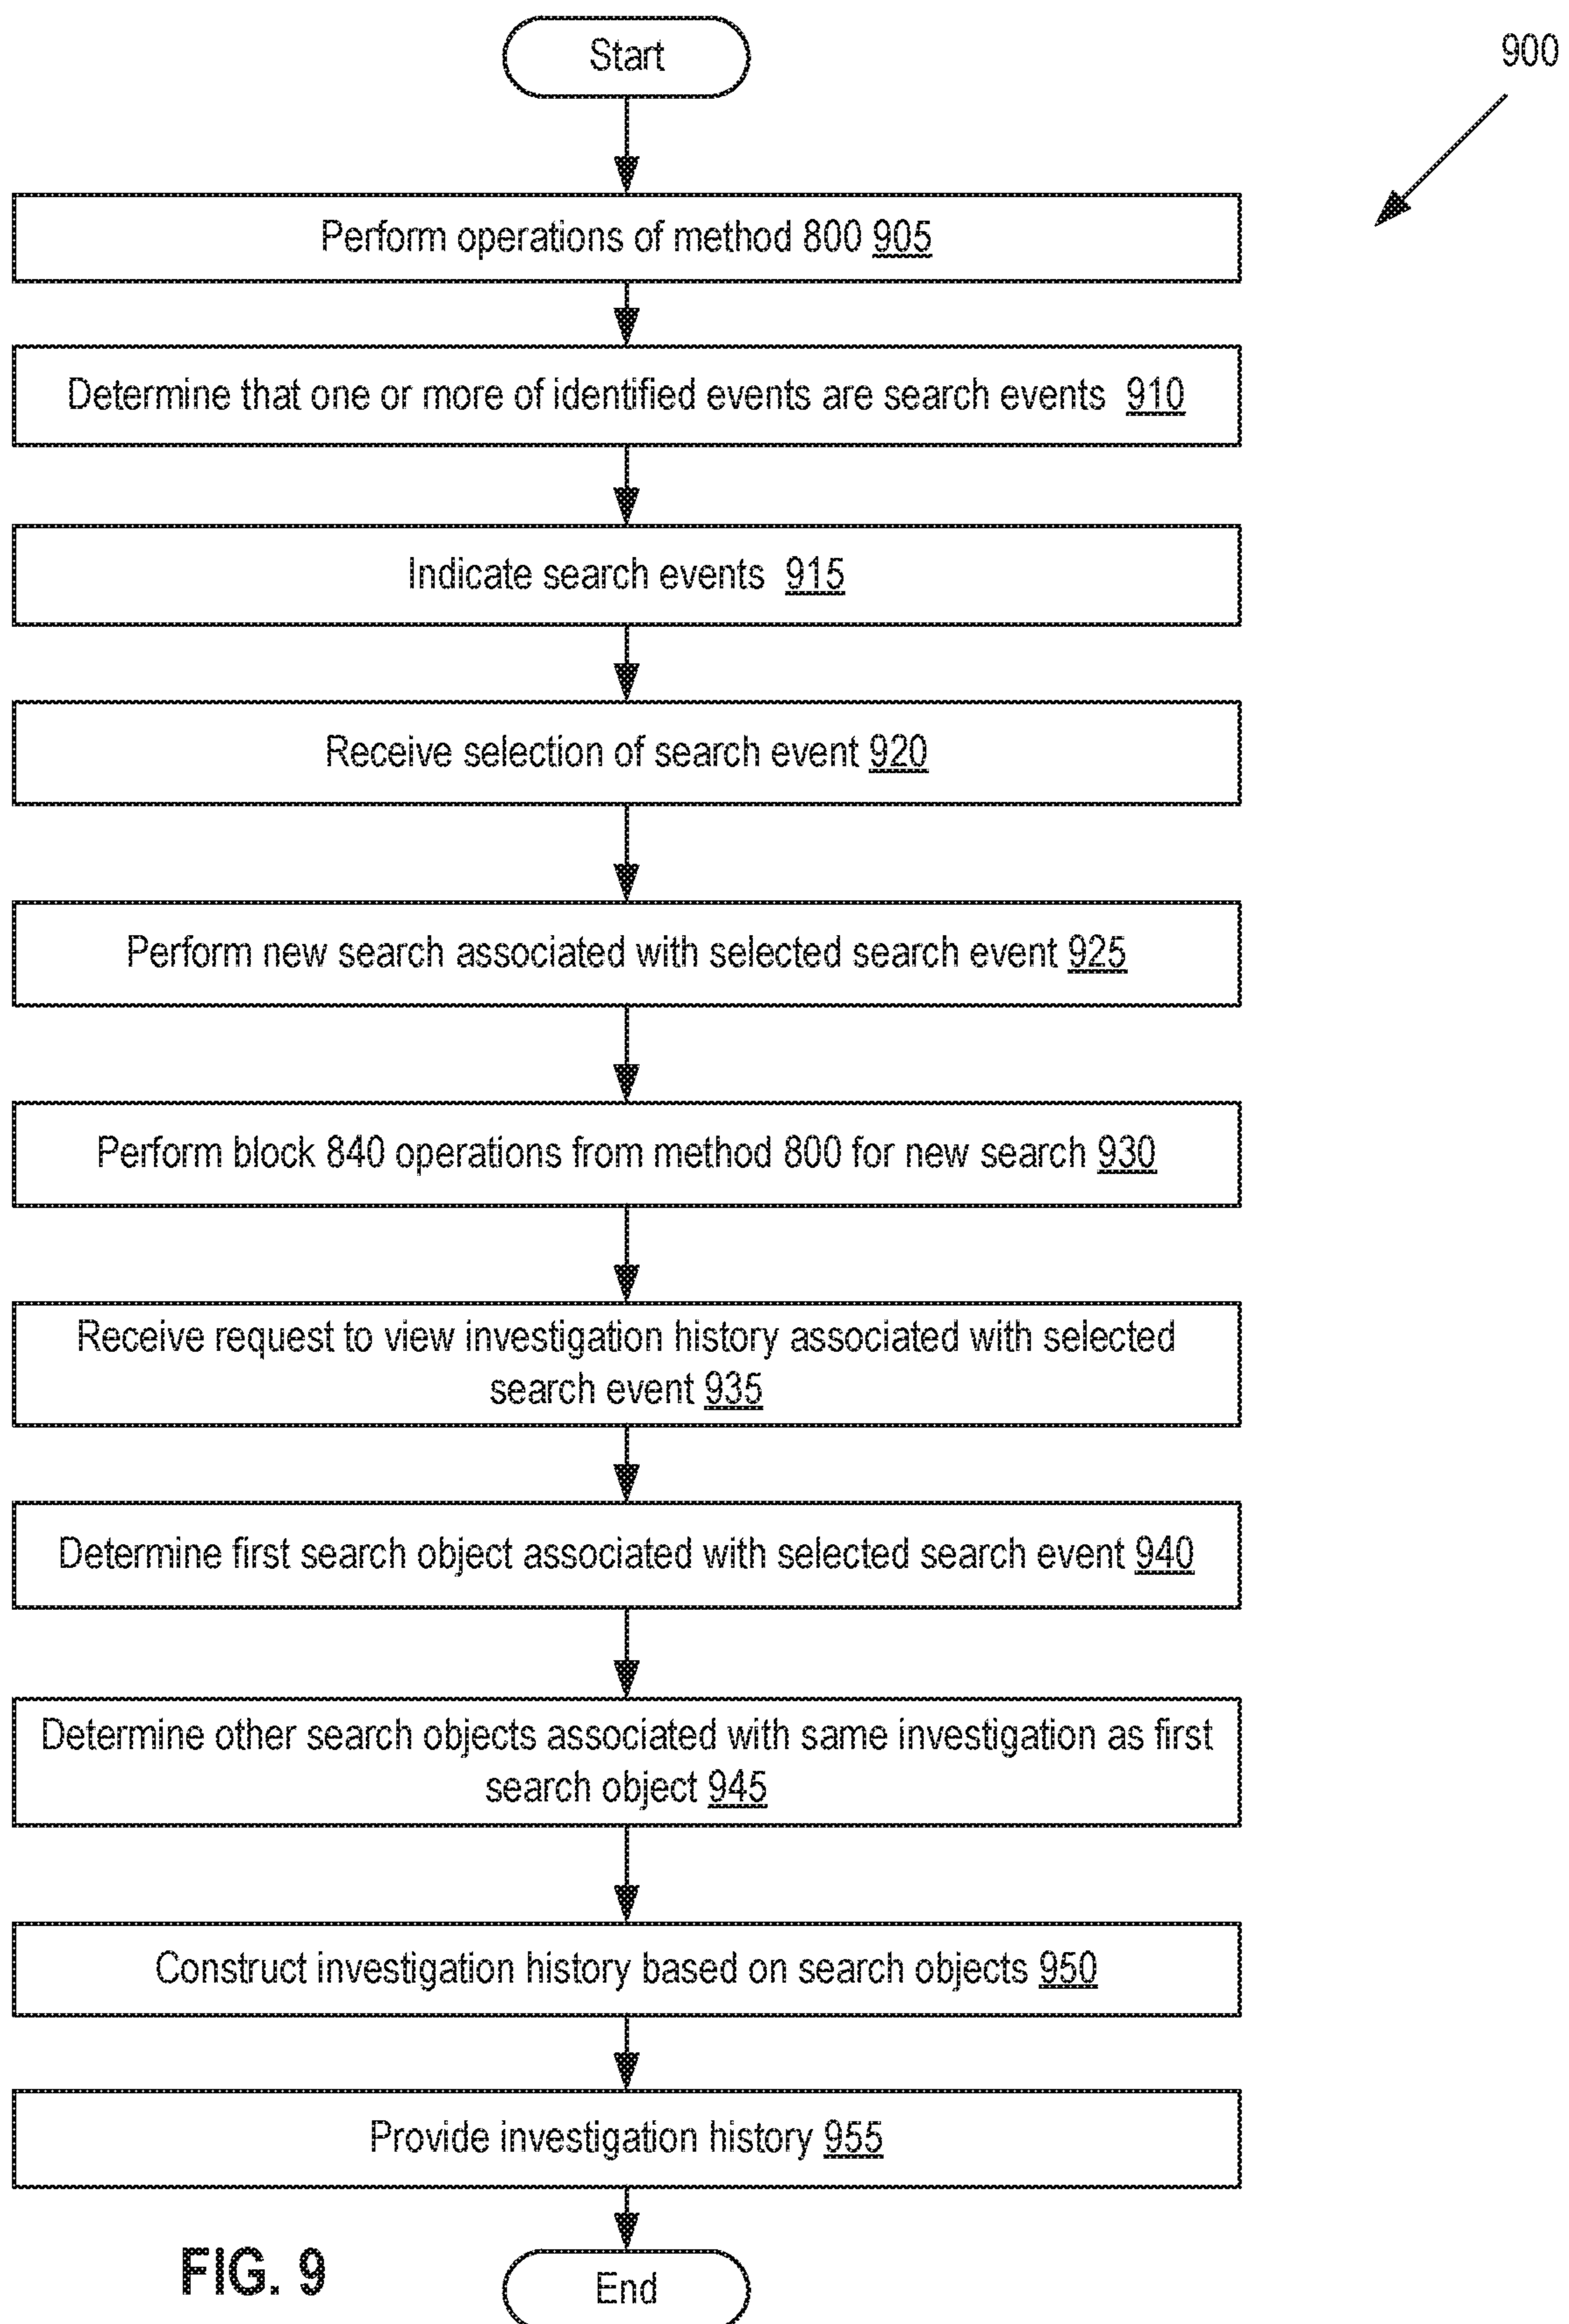 Start
900
Perform operations of method 800 905
Determine that one or more of identified events are search events 910
Indicate search events 915
Receive selection of search event 920
Perform new search associated with selected search event 925
Perform block 840 operations from method 800 for new search 930
Receive request to view investigation history associated with selected
search event 935
Determine first search object associated with selected search event 940
Determine other search objects associated with same investigation as first
search object 945
Construct investigation history based on search objects 950
Provide investigation history 955
FIG. 9
End